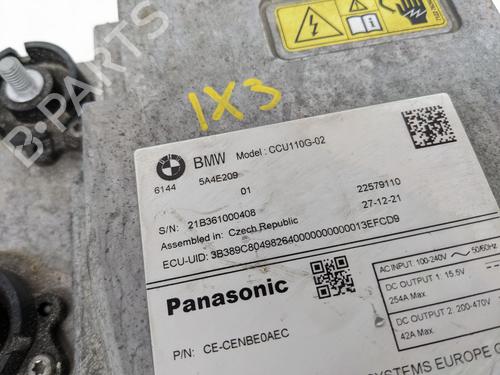 B-PARTS
1X3
BMW Model : CCU110G-02
6144 5A4E209
01 22579110
S/N: 21B361000408 27-12-21
Assembled in: Czech Republic
ECU-UID: 3B389C80498264000000000013EFCD9
Panasonic
P/N: CE-CENBE0AEC
AC INPUT: 100-240V 50/60Hz
DC OUTPUT 1: 15.5V
254A Max
DC OUTPUT 2: 200-470V
42A Max
SYSTEMS EUROPE G